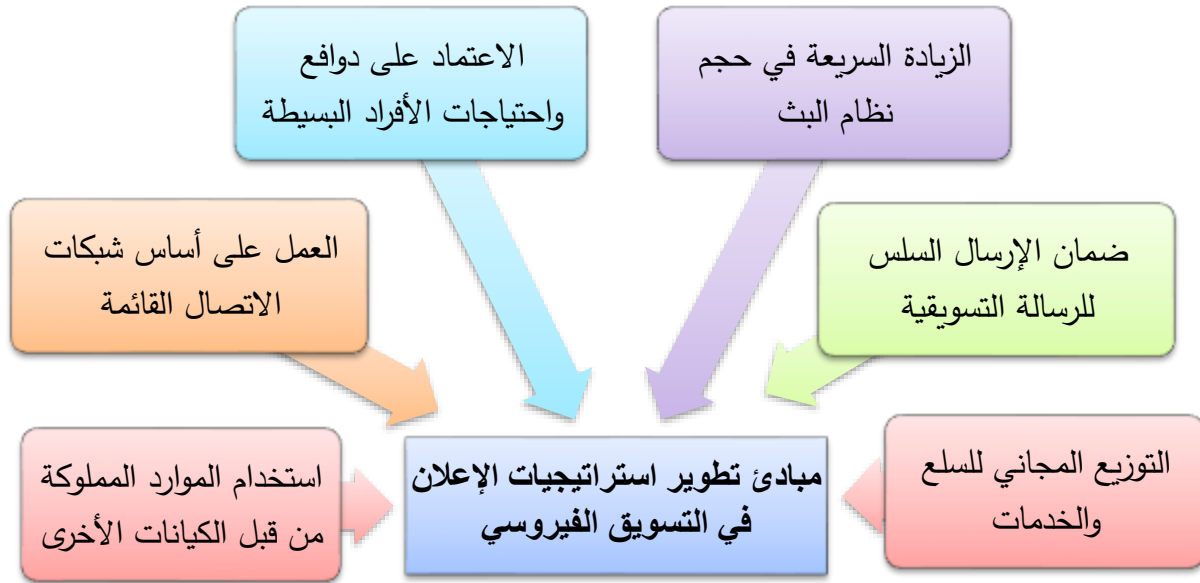 الزيادة السريعة في حجم
نظام البث
الاعتماد على دوافع
واحتياجات الأفراد البسيطة
ضمان الإرسال السلس
للرسالة التسويقية
العمل على أساس شبكات
الاتصال القائمة
التوزيع المجاني للسلع
والخدمات
مبادئ تطوير استراتيجيات الإعلان
في التسويق الفيروسي
استخدام الموارد المملوكة
من قبل الكيانات الأخرى